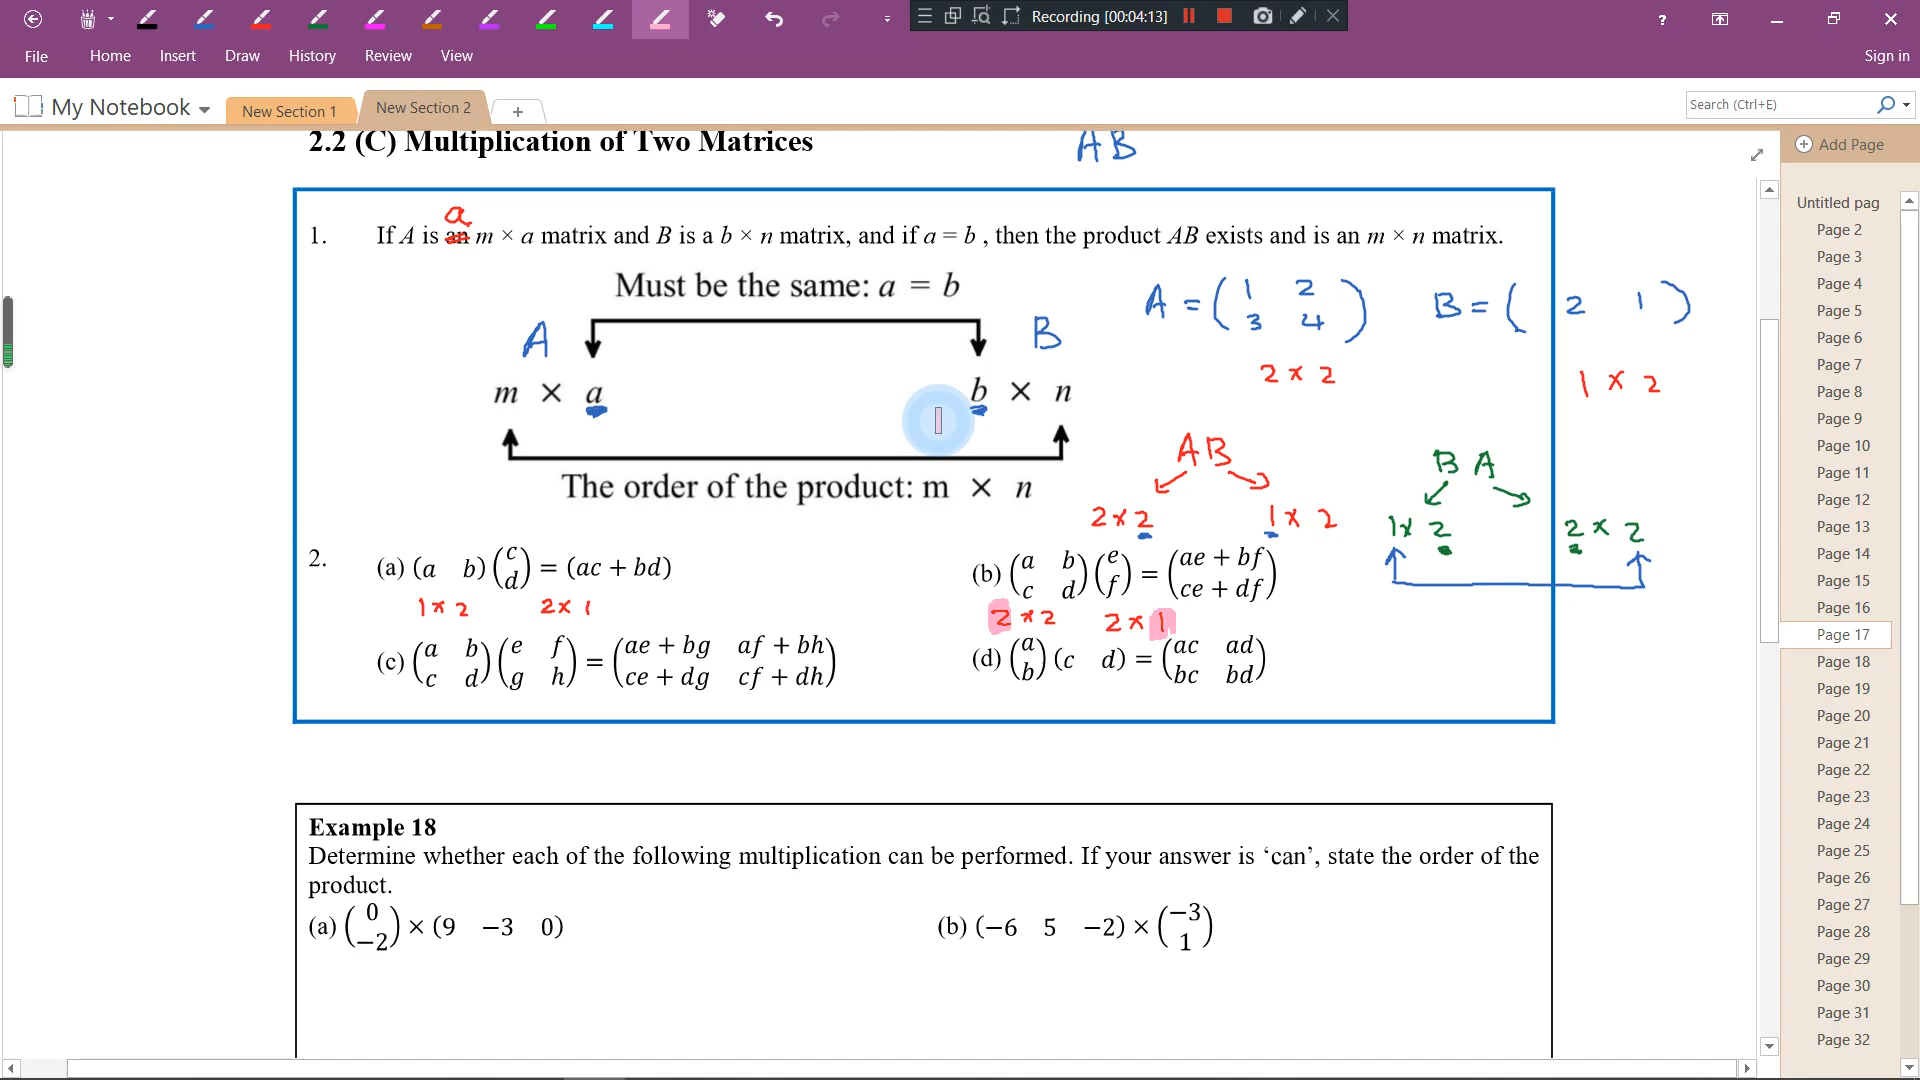 Recording [00:04:13]
?
File Home Insert Draw History Review View
Sign in
My Notebook
New Section 1
New Section 2
+
Search (Ctrl+E)
2.2 (C) Multiplication of Two Matrices
A B
a
1. If A is an m × a matrix and B is a b × n matrix, and if a = b , then the product AB exists and is an m × n matrix.
Must be the same: a = b
A B
m × a b × n
The order of the product: m × n
A = ( 1 2
3 4 )
B = ( 2 1 )
2 × 2
1 × 2
A B
2 × 2 1 × 2
B A
1 × 2 2 × 2
2. (a) (a b) (c
d) = (ac + bd)
1 × 2 2 × 1
(b) (a b
c d) (e
f) = (ae + bf
ce + df)
2 × 2 2 × 1
(c) (a b
c d) (e f
g h) = (ae + bg af + bh
ce + dg cf + dh)
(d) (a
b) (c d) = (ac ad
bc bd)
Example 18
Determine whether each of the following multiplication can be performed. If your answer is ‘can’, state the order of the
product.
(a) (0
−2) × (9 −3 0)
(b) (−6 5 −2) × (−3
1)
Add Page
Untitled pag
Page 2
Page 3
Page 4
Page 5
Page 6
Page 7
Page 8
Page 9
Page 10
Page 11
Page 12
Page 13
Page 14
Page 15
Page 16
Page 17
Page 18
Page 19
Page 20
Page 21
Page 22
Page 23
Page 24
Page 25
Page 26
Page 27
Page 28
Page 29
Page 30
Page 31
Page 32